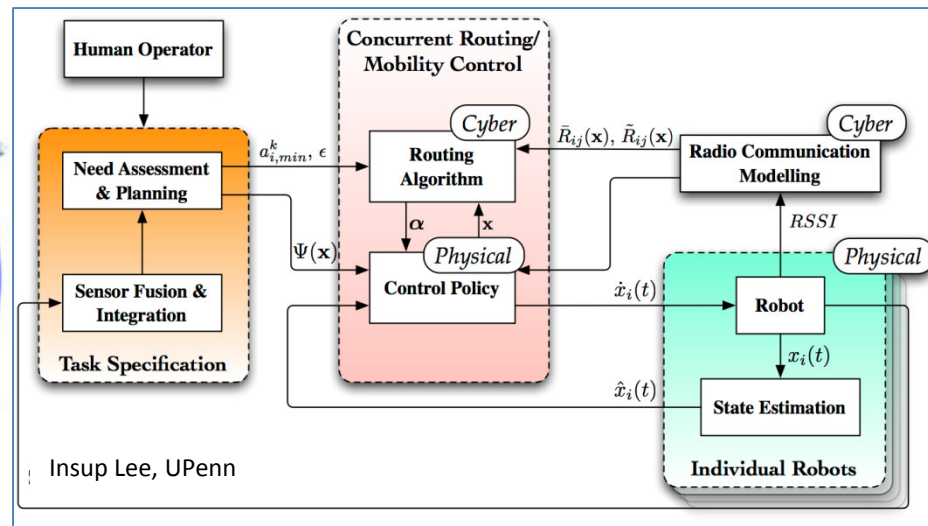 Human Operator
Concurrent Routing/
Mobility Control
Cyber
Routing
Algorithm
α
x
Physical
Control Policy
Need Assessment
& Planning
Sensor Fusion &
Integration
Task Specification
a^k_{i,min}, ϵ
Ψ(x)
R̄_{ij}(x), R̃_{ij}(x)
Cyber
Radio Communication
Modelling
RSSI
Physical
ẋ_i(t)
Robot
x_i(t)
x̂_i(t)
State Estimation
Individual Robots
Insup Lee, UPenn